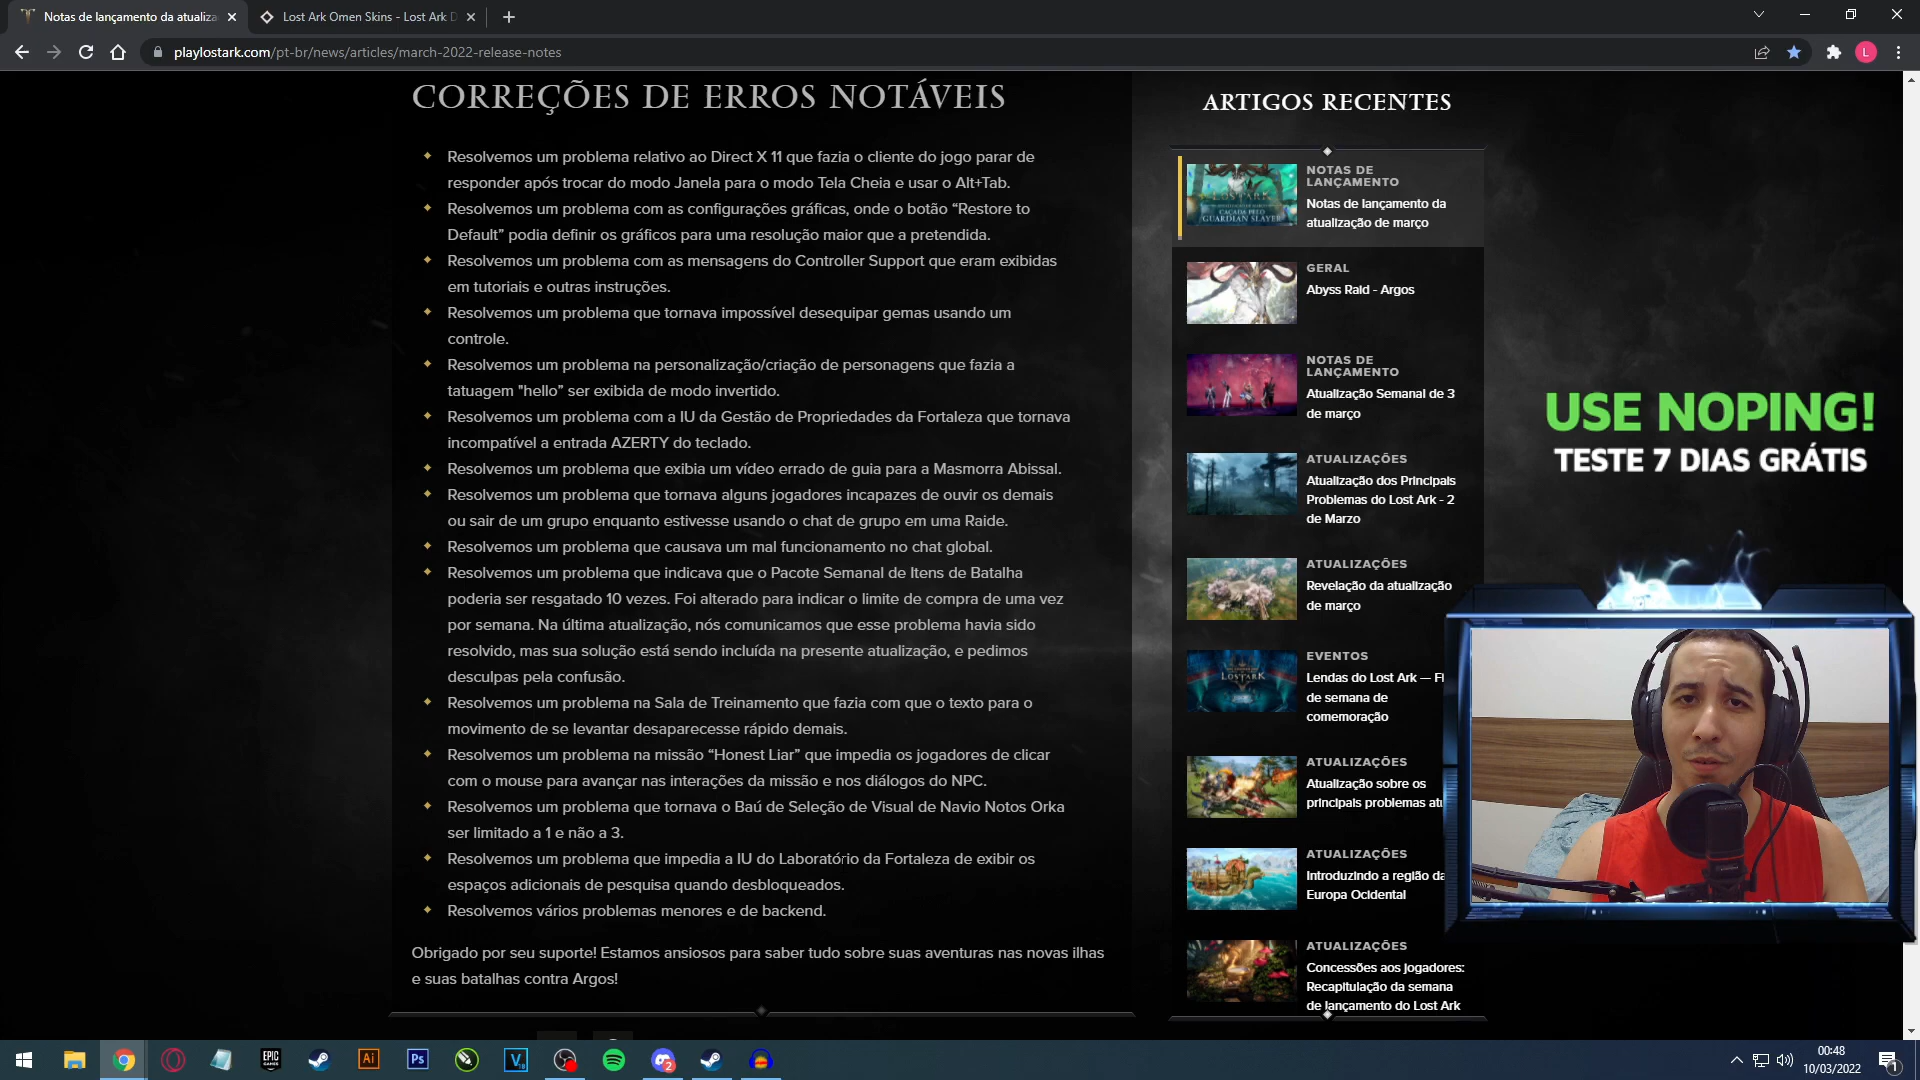 Notas de lançamento da atualiza
Lost Ark Omen Skins - Lost Ark D
playlostark.com/pt-br/news/articles/march-2022-release-notes
L
CORREÇÕES DE ERROS NOTÁVEIS
Resolvemos um problema relativo ao Direct X 11 que fazia o cliente do jogo parar de
responder após trocar do modo Janela para o modo Tela Cheia e usar o Alt+Tab.
Resolvemos um problema com as configurações gráficas, onde o botão “Restore to
Default” podia definir os gráficos para uma resolução maior que a pretendida.
Resolvemos um problema com as mensagens do Controller Support que eram exibidas
em tutoriais e outras instruções.
Resolvemos um problema que tornava impossível desequipar gemas usando um
controle.
Resolvemos um problema na personalização/criação de personagens que fazia a
tatuagem "hello” ser exibida de modo invertido.
Resolvemos um problema com a IU da Gestão de Propriedades da Fortaleza que tornava
incompatível a entrada AZERTY do teclado.
Resolvemos um problema que exibia um vídeo errado de guia para a Masmorra Abissal.
Resolvemos um problema que tornava alguns jogadores incapazes de ouvir os demais
ou sair de um grupo enquanto estivesse usando o chat de grupo em uma Raide.
Resolvemos um problema que causava um mal funcionamento no chat global.
Resolvemos um problema que indicava que o Pacote Semanal de Itens de Batalha
poderia ser resgatado 10 vezes. Foi alterado para indicar o limite de compra de uma vez
por semana. Na última atualização, nós comunicamos que esse problema havia sido
resolvido, mas sua solução está sendo incluída na presente atualização, e pedimos
desculpas pela confusão.
Resolvemos um problema na Sala de Treinamento que fazia com que o texto para o
movimento de se levantar desaparecesse rápido demais.
Resolvemos um problema na missão “Honest Liar” que impedia os jogadores de clicar
com o mouse para avançar nas interações da missão e nos diálogos do NPC.
Resolvemos um problema que tornava o Baú de Seleção de Visual de Navio Notos Orka
ser limitado a 1 e não a 3.
Resolvemos um problema que impedia a IU do Laboratório da Fortaleza de exibir os
espaços adicionais de pesquisa quando desbloqueados.
Resolvemos vários problemas menores e de backend.
Obrigado por seu suporte! Estamos ansiosos para saber tudo sobre suas aventuras nas novas ilhas
e suas batalhas contra Argos!
ARTIGOS RECENTES
LOST ARK
CAÇADA PELO
GUARDIAN SLAYER
NOTAS DE
LANÇAMENTO
Notas de lançamento da
atualização de março
GERAL
Abyss Raid - Argos
NOTAS DE
LANÇAMENTO
Atualização Semanal de 3
de março
ATUALIZAÇÕES
Atualização dos Principais
Problemas do Lost Ark - 2
de Marzo
ATUALIZAÇÕES
Revelação da atualização
de março
LOST ARK
EVENTOS
Lendas do Lost Ark — Fi
de semana de
comemoração
ATUALIZAÇÕES
Atualização sobre os
principais problemas atu
ATUALIZAÇÕES
Introduzindo a região da
Europa Ocidental
ATUALIZAÇÕES
Concessões aos jogadores:
Recapitulação da semana
de lançamento do Lost Ark
USE NOPING!
TESTE 7 DIAS GRÁTIS
EPIC
GAMES
Ai
Ps
V
2
00:48
10/03/2022
1